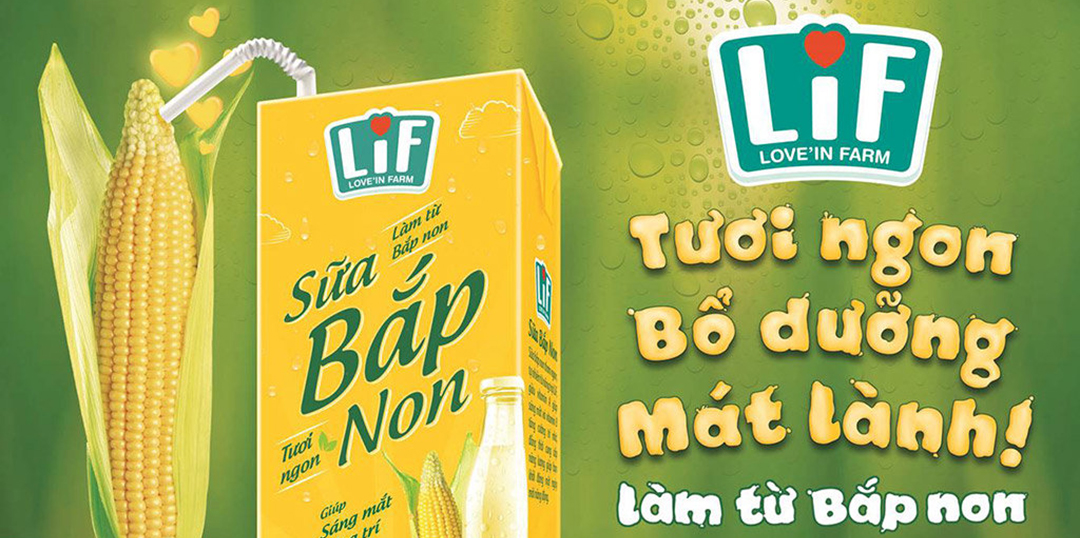 LiF
LOVE'IN FARM
Làm từ
Bắp non
Sữa
Bắp
Non
Tươi
ngon
Giúp
Sáng mắt
trí
LiF
Sữa Bắp Non
LiF
LOVE'IN FARM
Tươi ngon
Bổ dưỡng
Mát lành!
làm từ Bắp non